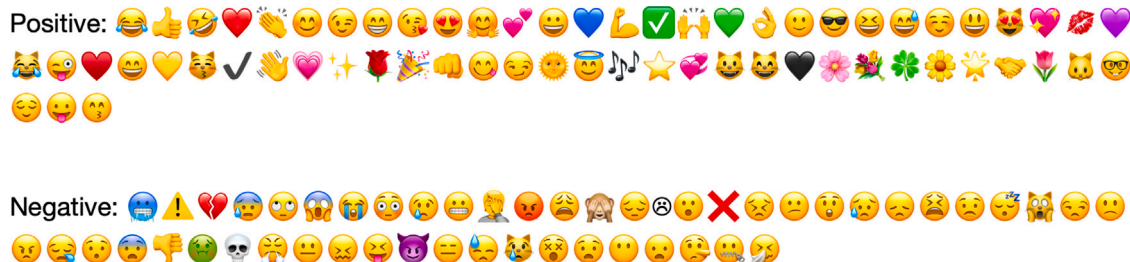 Positive: 😂👍🤣❤️👏😊😉😁😘😍🤗💕😀💙💪✅🙌💚👌🙂😎😆😅☺️😃😻💖💋💜
😹😜♥️😄💛😽✔️👋💗✨🌹🎉👊😋😏🌞😇🎶⭐💞😺😸🖤🌸💐🍀🌼🌟🤝🌷🐱🤓
😌😛😙
Negative: 🥶⚠️💔😰🙄😱😭😳😢😬🤦😡😩🙈😔☹😮❌😣😕😲😥😞😫😟😴🙀😒🙁
😠😪😯😨👎🤢💀😤😐😖😝😈😑😓😿😵😧😶😦🤥🤐🤧